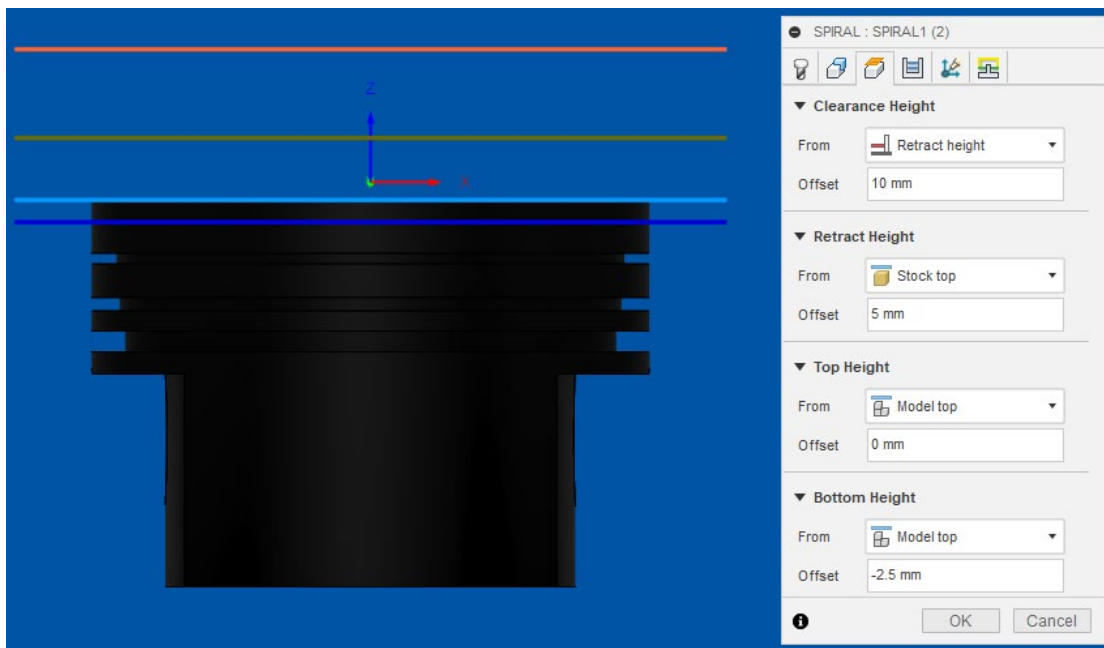 SPIRAL : SPIRAL1 (2)
Clearance Height
From Retract height
Offset 10 mm
Retract Height
From Stock top
Offset 5 mm
Top Height
From Model top
Offset 0 mm
Bottom Height
From Model top
Offset -2.5 mm
OK Cancel
Z
X